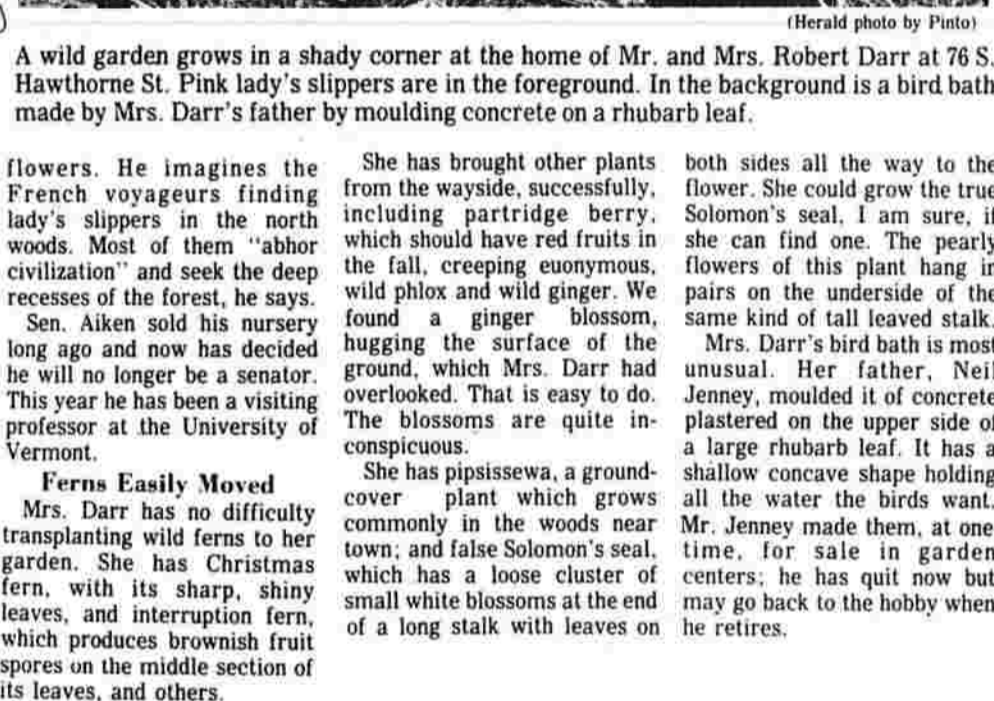 (Herald photo by Pinto)
A wild garden grows in a shady corner at the home of Mr. and Mrs. Robert Darr at 76 S.
Hawthorne St. Pink lady's slippers are in the foreground. In the background is a bird bath
made by Mrs. Darr's father by moulding concrete on a rhubarb leaf.
flowers. He imagines the
French voyageurs finding
lady's slippers in the north
woods. Most of them "abhor
civilization" and seek the deep
recesses of the forest, he says.
Sen. Aiken sold his nursery
long ago and now has decided
he will no longer be a senator.
This year he has been a visiting
professor at the University of
Vermont.
Ferns Easily Moved
Mrs. Darr has no difficulty
transplanting wild ferns to her
garden. She has Christmas
fern, with its sharp, shiny
leaves, and interruption fern,
which produces brownish fruit
spores on the middle section of
its leaves, and others.
She has brought other plants
from the wayside, successfully,
including partridge berry,
which should have red fruits in
the fall, creeping euonymous,
wild phlox and wild ginger. We
found a ginger blossom,
hugging the surface of the
ground, which Mrs. Darr had
overlooked. That is easy to do.
The blossoms are quite in-
conspicuous.
She has pipsissewa, a ground-
cover plant which grows
commonly in the woods near
town; and false Solomon's seal,
which has a loose cluster of
small white blossoms at the end
of a long stalk with leaves on
both sides all the way to the
flower. She could grow the true
Solomon's seal, I am sure, if
she can find one. The pearly
flowers of this plant hang in
pairs on the underside of the
same kind of tall leaved stalk.
Mrs. Darr's bird bath is most
unusual. Her father, Neil
Jenney, moulded it of concrete
plastered on the upper side of
a large rhubarb leaf. It has a
shallow concave shape holding
all the water the birds want.
Mr. Jenney made them, at one
time, for sale in garden
centers; he has quit now but
may go back to the hobby when
he retires.